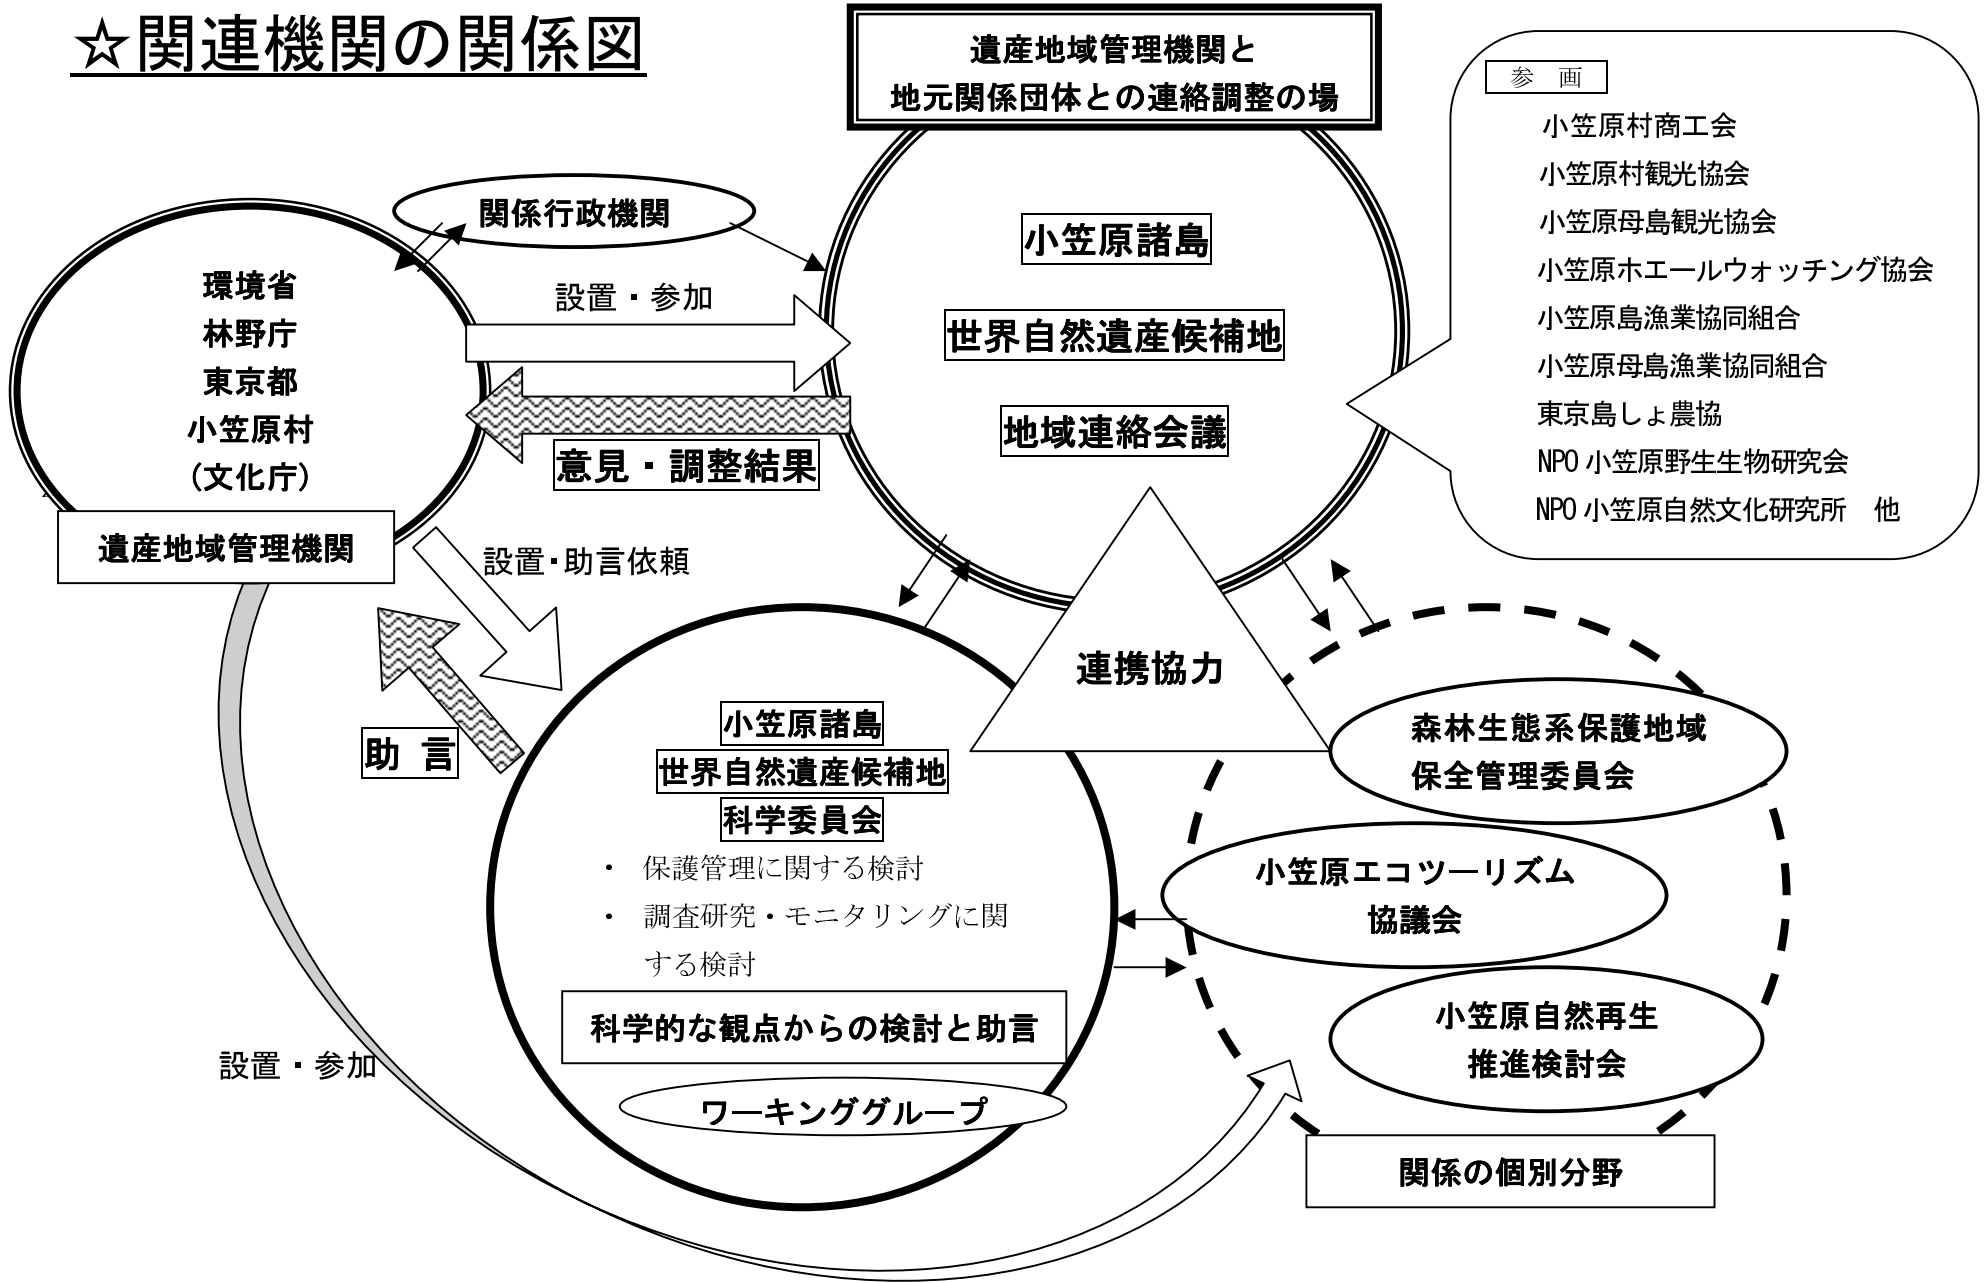 ☆関連機関の関係図
遺産地域管理機関と
地元関係団体との連絡調整の場
参　画
小笠原村商工会
小笠原村観光協会
小笠原母島観光協会
小笠原ホエールウォッチング協会
小笠原島漁業協同組合
小笠原母島漁業協同組合
東京島しょ農協
NPO 小笠原野生生物研究会
NPO 小笠原自然文化研究所　他
関係行政機関
小笠原諸島
世界自然遺産候補地
地域連絡会議
環境省
林野庁
東京都
小笠原村
（文化庁）
遺産地域管理機関
設置・参加
意見・調整結果
設置・助言依頼
助 言
連携協力
小笠原諸島
世界自然遺産候補地
科学委員会
・ 保護管理に関する検討
・ 調査研究・モニタリングに関
する検討
科学的な観点からの検討と助言
ワーキンググループ
森林生態系保護地域
保全管理委員会
小笠原エコツーリズム
協議会
小笠原自然再生
推進検討会
関係の個別分野
設置・参加